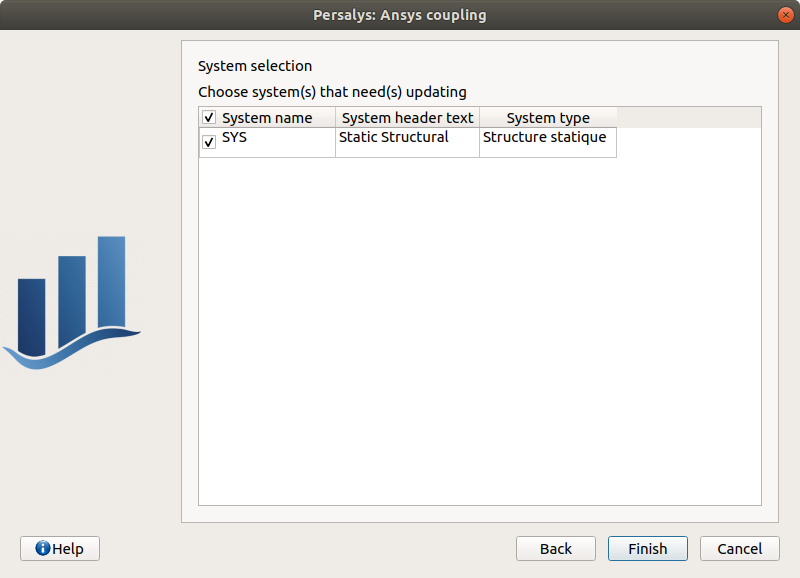 Persalys: Ansys coupling
System selection
Choose system(s) that need(s) updating
System name System header text System type
SYS Static Structural Structure statique
Help Back Finish Cancel